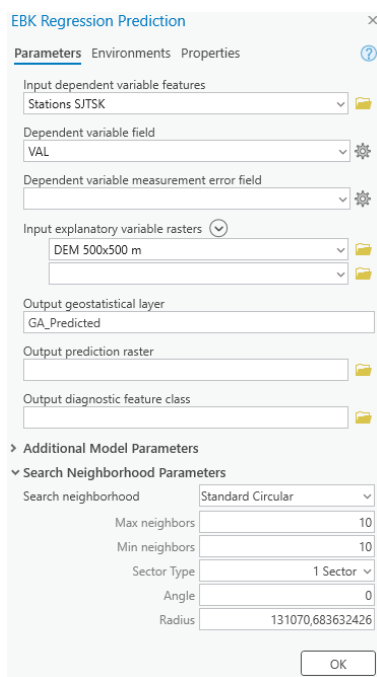 EBK Regression Prediction
Parameters Environments Properties
Input dependent variable features
Stations SJTSK
Dependent variable field
VAL
Dependent variable measurement error field
Input explanatory variable rasters
DEM 500x500 m
Output geostatistical layer
GA_Predicted
Output prediction raster
Output diagnostic feature class
Additional Model Parameters
Search Neighborhood Parameters
Search neighborhood Standard Circular
Max neighbors 10
Min neighbors 10
Sector Type 1 Sector
Angle 0
Radius 131070,683632426
OK